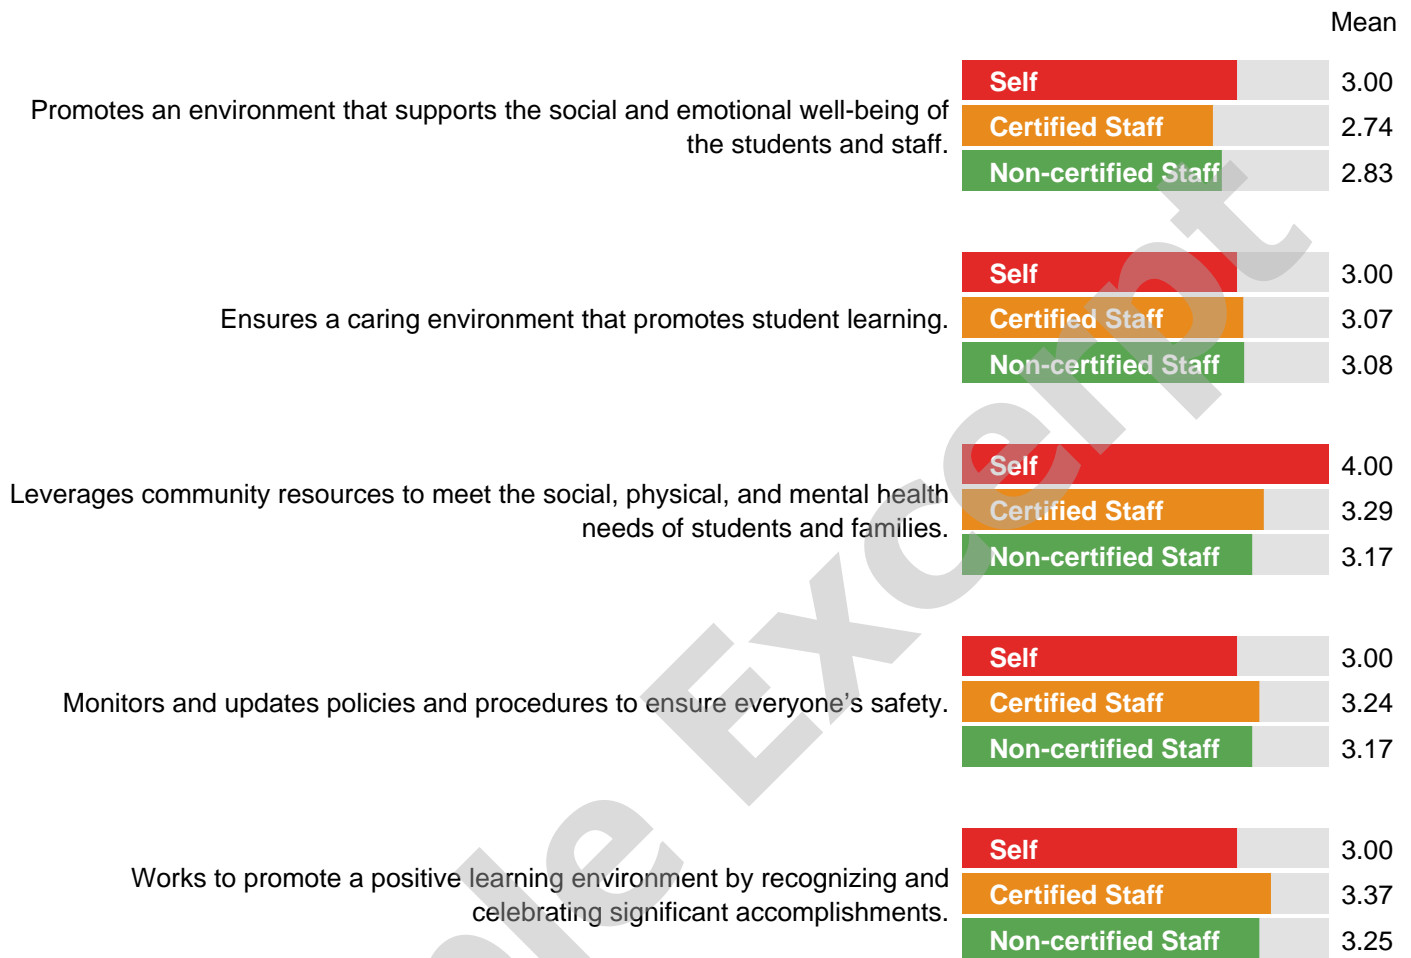 Mean
Promotes an environment that supports the social and emotional well-being of
the students and staff.
Self 3.00
Certified Staff 2.74
Non-certified Staff 2.83
Ensures a caring environment that promotes student learning.
Self 3.00
Certified Staff 3.07
Non-certified Staff 3.08
Leverages community resources to meet the social, physical, and mental health
needs of students and families.
Self 4.00
Certified Staff 3.29
Non-certified Staff 3.17
Monitors and updates policies and procedures to ensure everyone’s safety.
Self 3.00
Certified Staff 3.24
Non-certified Staff 3.17
Works to promote a positive learning environment by recognizing and
celebrating significant accomplishments.
Self 3.00
Certified Staff 3.37
Non-certified Staff 3.25
ple Excerpt